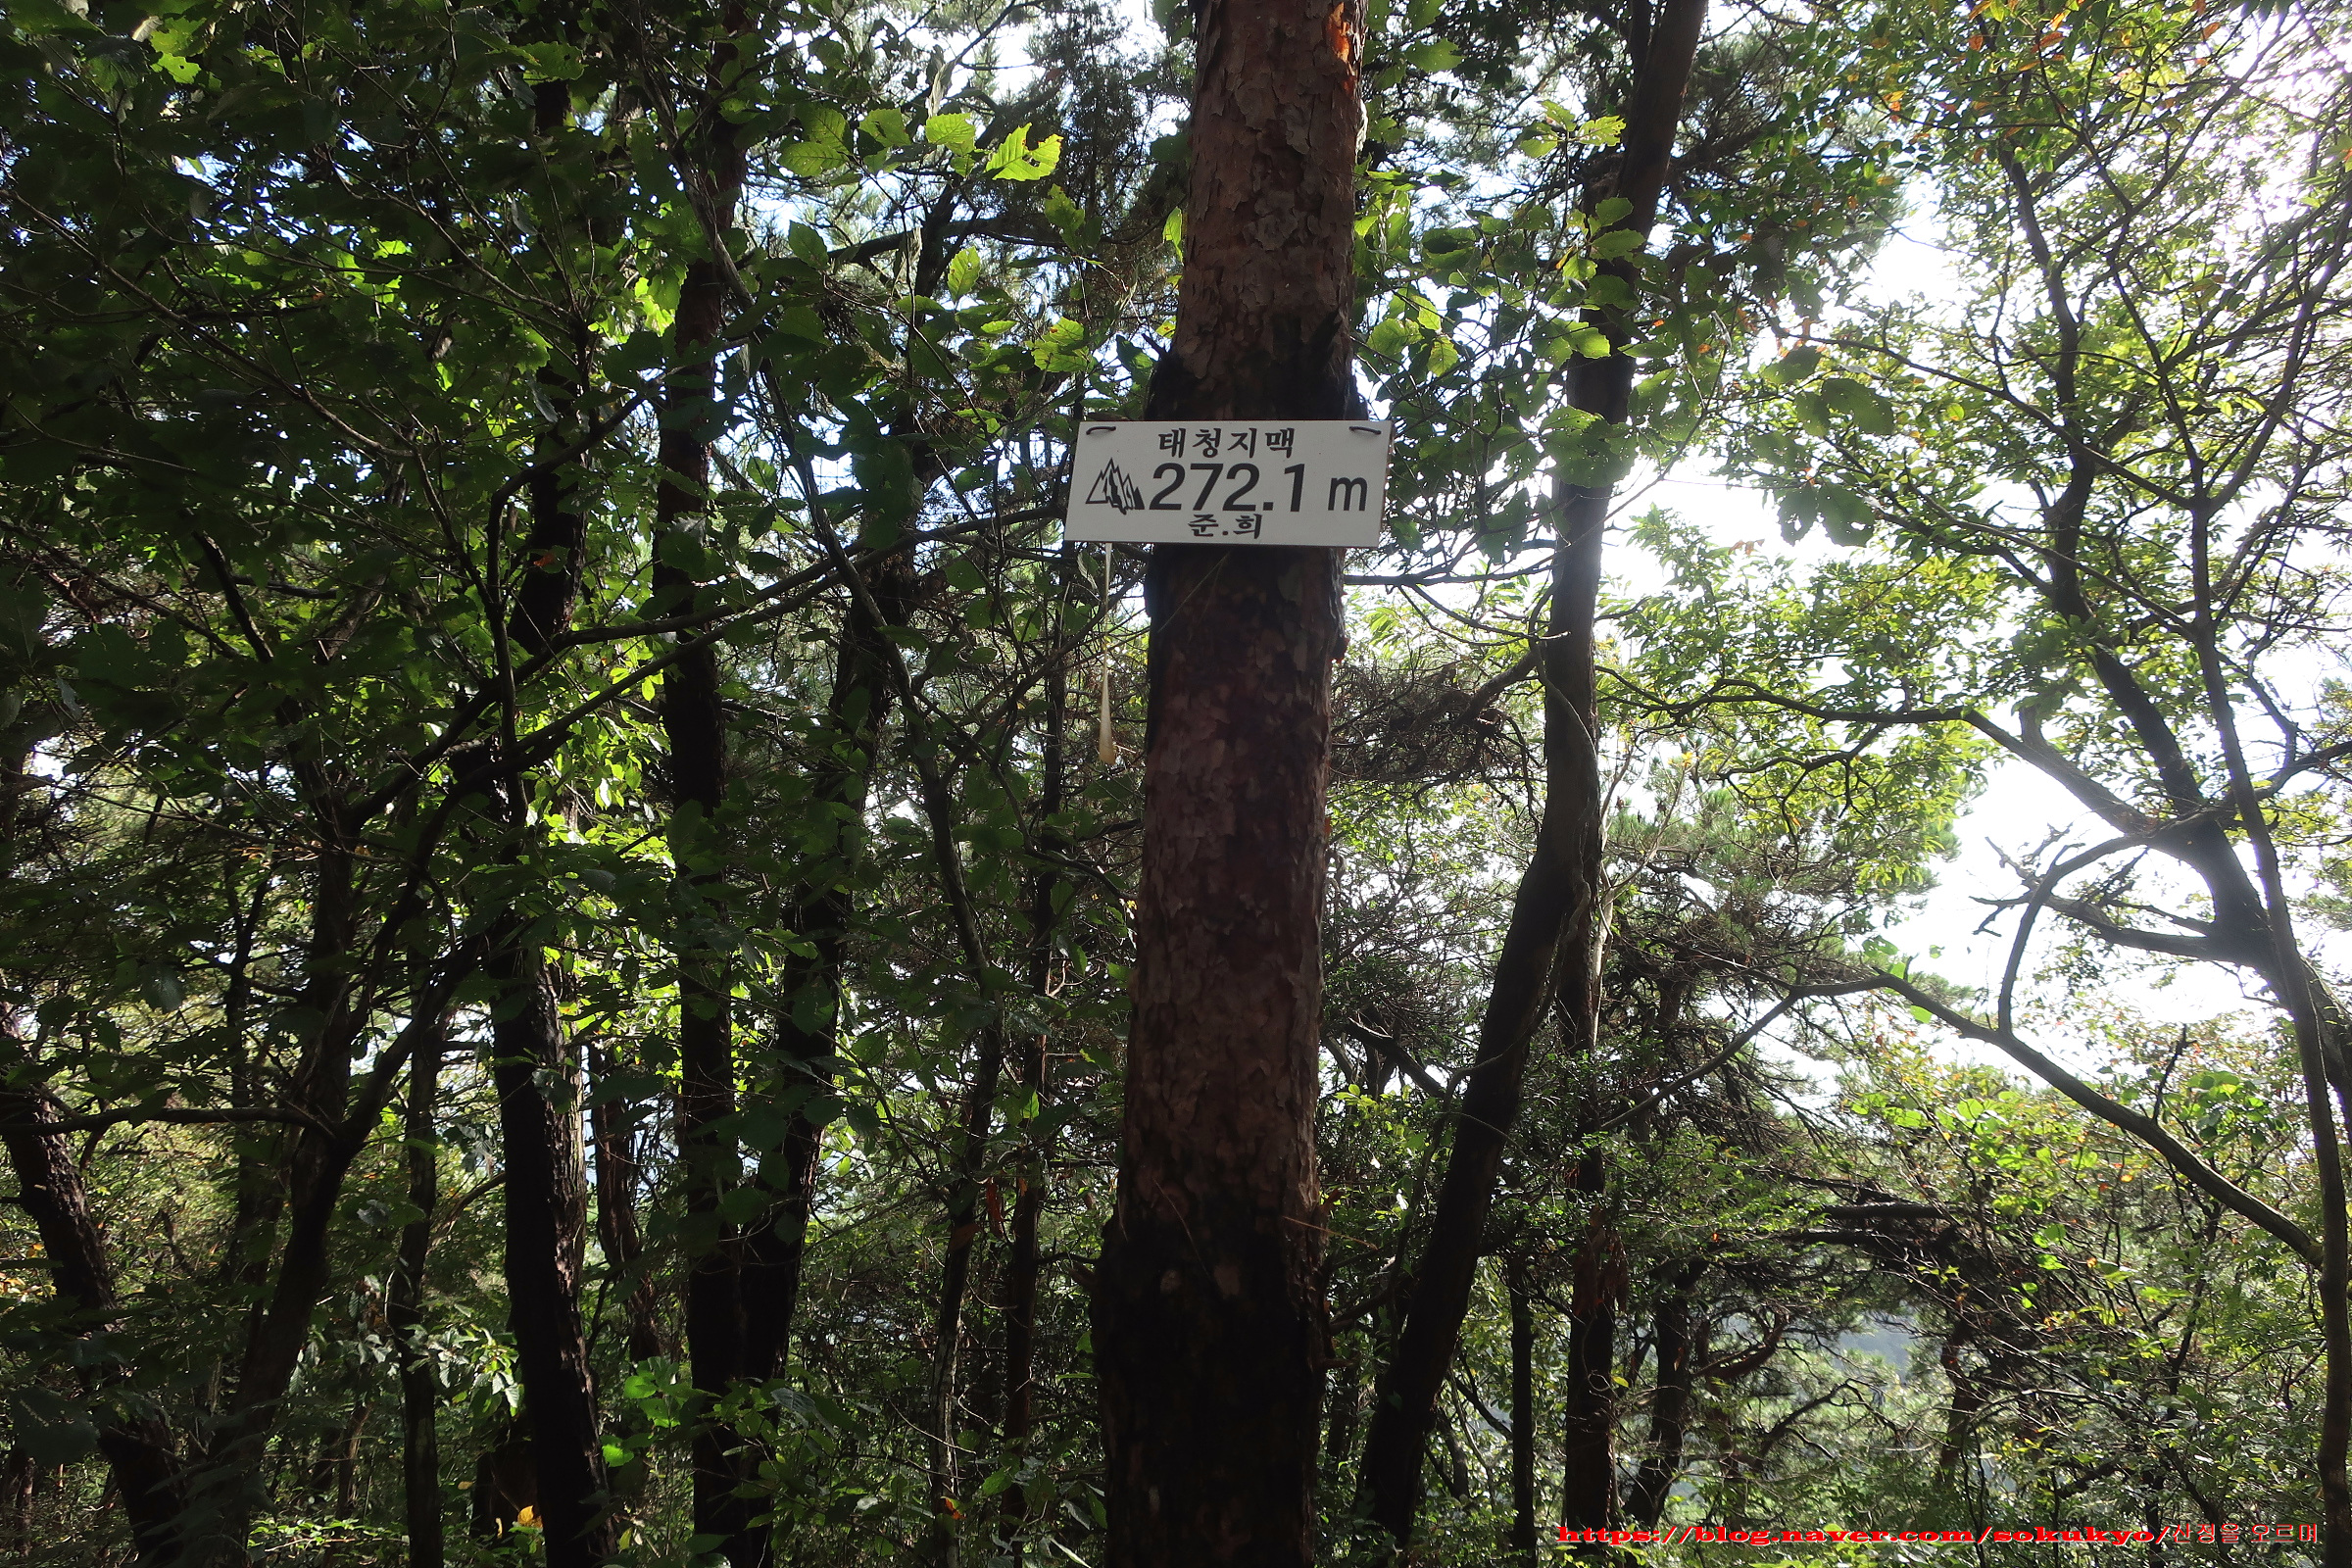 태청지맥
272.1 m
준.희
https://blog.naver.com/sokukyo/산정을 오르며